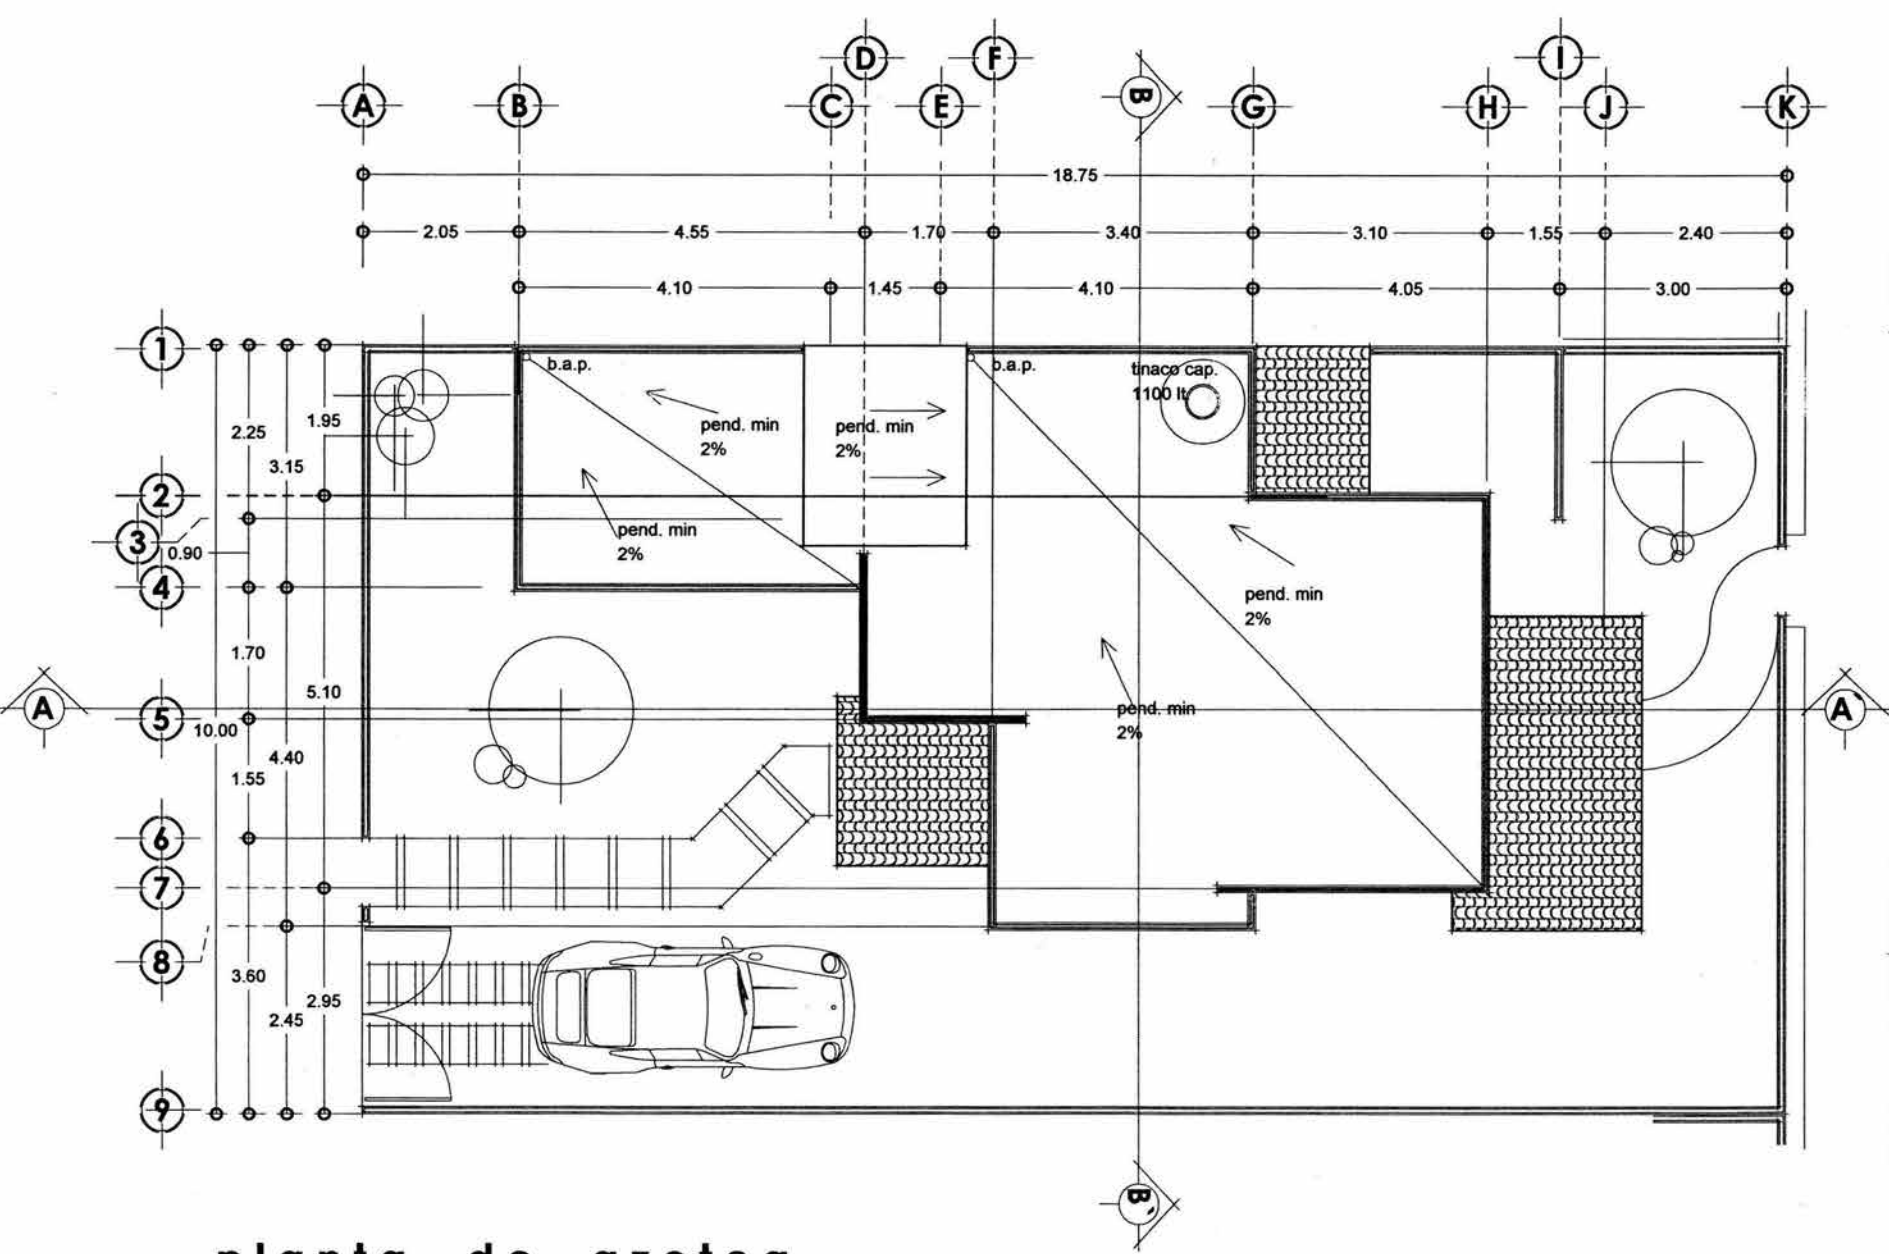 D F I
A B C E B G H J K
18.75
2.05 4.55 1.70 3.40 3.10 1.55 2.40
4.10 1.45 4.10 4.05 3.00
1
b.a.p. b.a.p. tinaco cap.
1100 lt.
2.25 1.95 pend. min pend. min
2% 2%
3.15
2
3 pend. min
0.90 2%
4 pend. min
2%
1.70
5.10
A pend. min A'
5 10.00 2%
4.40
1.55
6
7
8
3.60
2.95
2.45
9
B'
planta de azotea